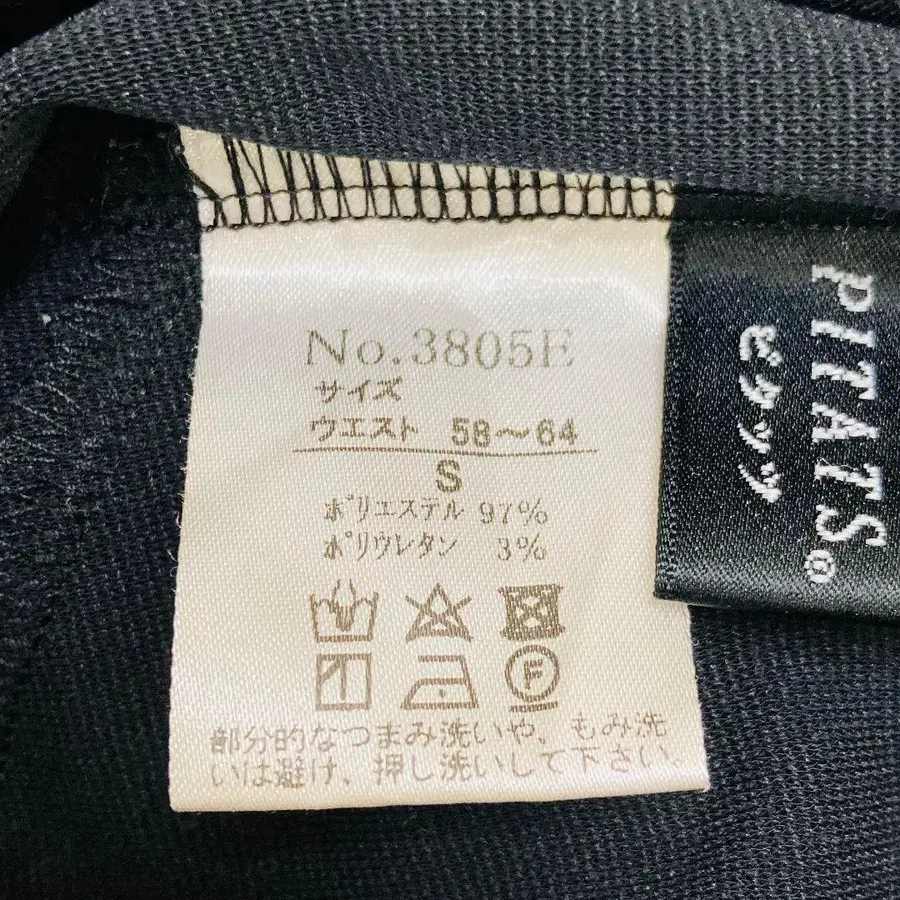 No.3805E
サイズ
ウエスト 58〜64
S
ポリエステル 97%
ポリウレタン 3%
F
部分的なつまみ洗いや、もみ洗
いは避け、押し洗いして下さい。
PITATS®
ピタッツ